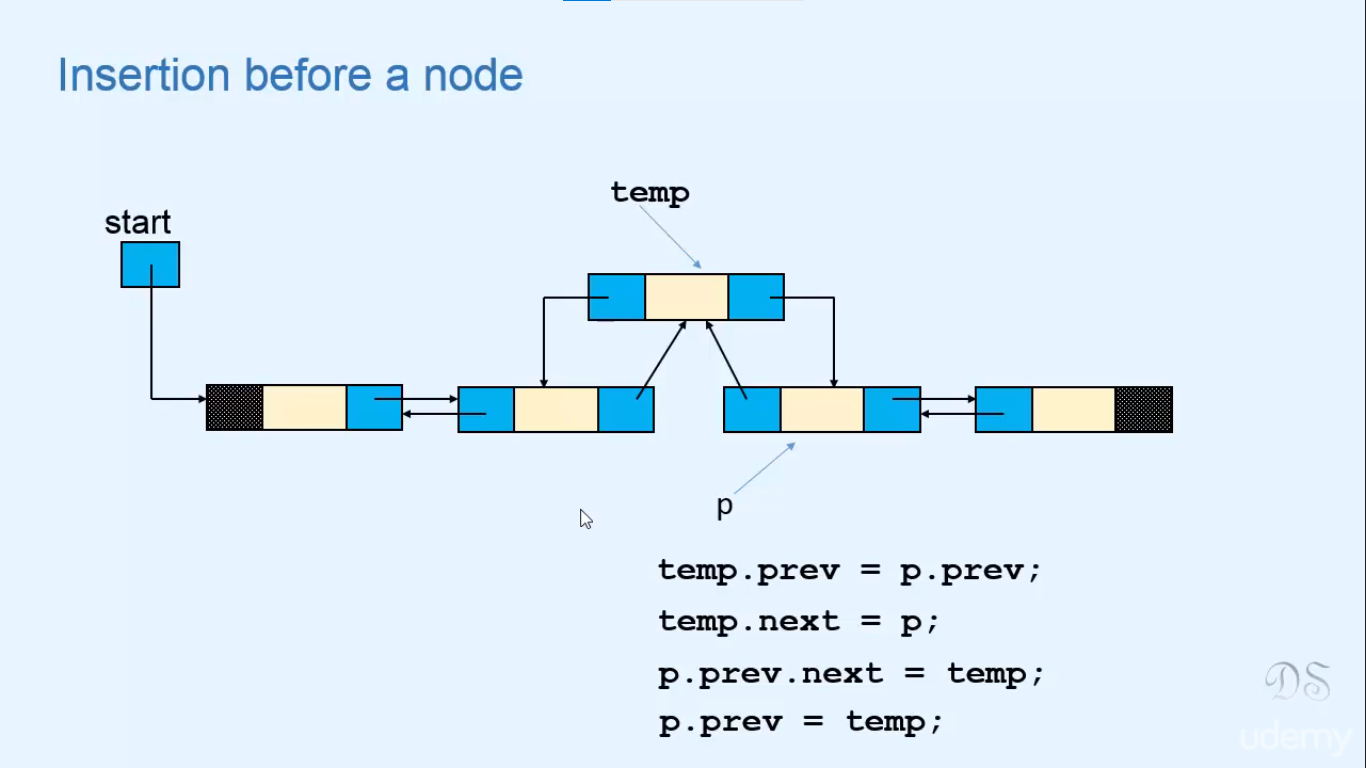 Insertion before a node
temp
start
p
temp.prev = p.prev;
temp.next = p;
p.prev.next = temp;
p.prev = temp;
DS
udemy